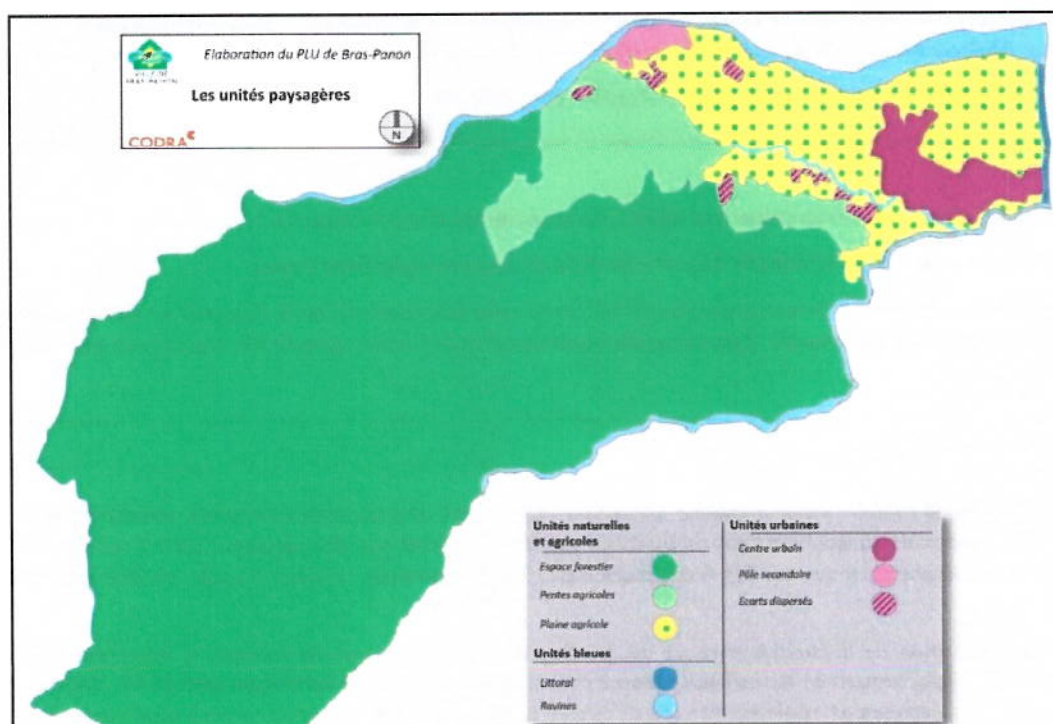 Elaboration du PLU de Bras-Panon
Les unités paysagères
CODRA
N
Unités naturelles
et agricoles
Espace forestier
Pentes agricoles
Plaine agricole
Unités bleues
Littoral
Ravines
Unités urbaines
Centre urbain
Pôle secondaire
Ecarts dispersés